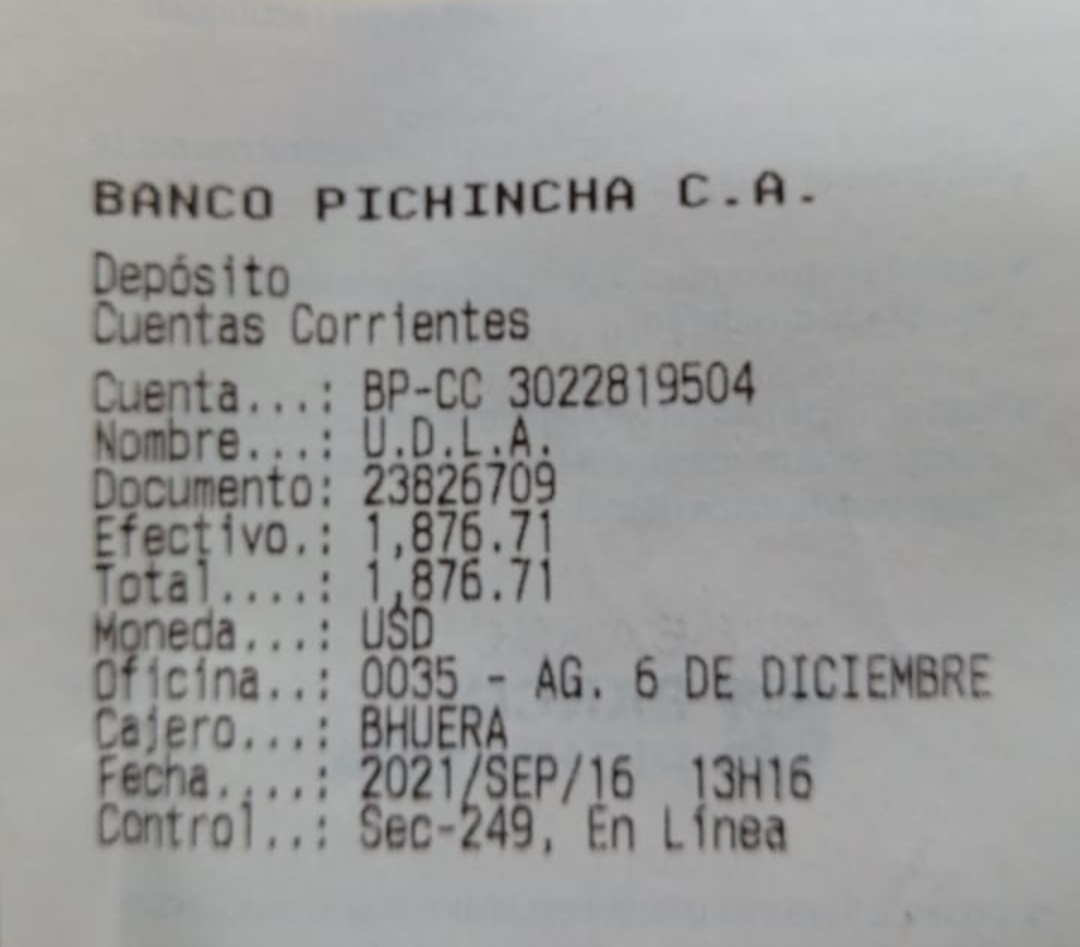 BANCO PICHINCHA C.A.
Depósito
Cuentas Corrientes
Cuenta...: BP-CC 3022819504
Nombre...: U.D.L.A.
Documento: 23826709
Efectivo.: 1,876.71
Total....: 1,876.71
Moneda...: USD
Oficina..: 0035 - AG. 6 DE DICIEMBRE
Cajero...: BHUERA
Fecha....: 2021/SEP/16 13H16
Control..: Sec-249, En Línea